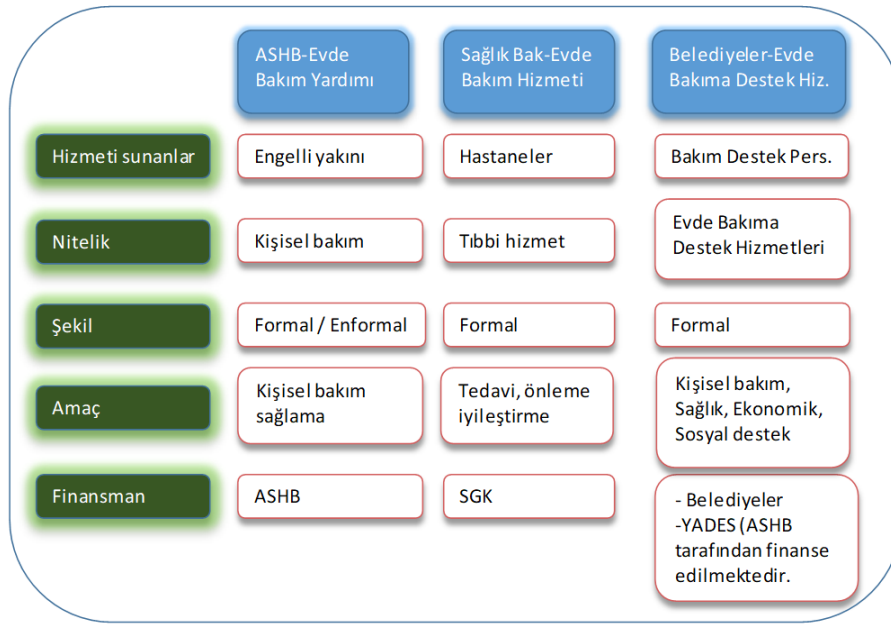 ASHB-Evde
Bakım Yardımı
Sağlık Bak-Evde
Bakım Hizmeti
Belediyeler-Evde
Bakıma Destek Hiz.
Hizmeti sunanlar
Engelli yakını
Hastaneler
Bakım Destek Pers.
Nitelik
Kişisel bakım
Tıbbi hizmet
Evde Bakıma
Destek Hizmetleri
Şekil
Formal / Enformal
Formal
Formal
Amaç
Kişisel bakım
sağlama
Tedavi, önleme
iyileştirme
Kişisel bakım,
Sağlık, Ekonomik,
Sosyal destek
Finansman
ASHB
SGK
- Belediyeler
-YADES (ASHB
tarafından finanse
edilmektedir.